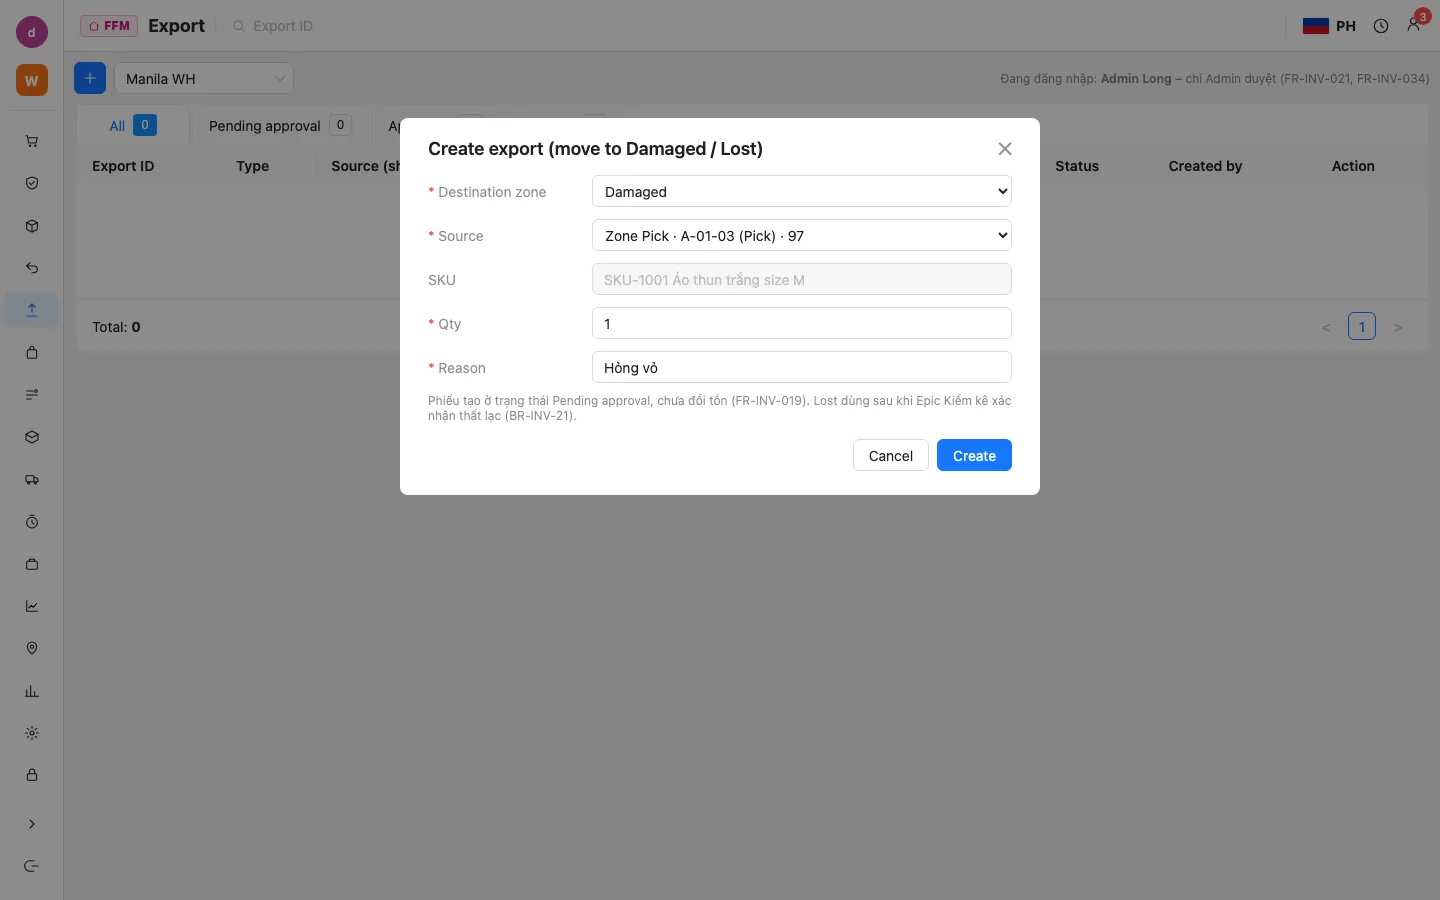 d
FFM
Export
Export ID
PH
3
W
Manila WH
Đang đăng nhập: Admin Long – chỉ Admin duyệt (FR-INV-021, FR-INV-034)
All 0
Pending approval 0
Export ID
Type
Status
Created by
Action
Total: 0
< 1 >
Create export (move to Damaged / Lost)
* Destination zone
Damaged
* Source
Zone Pick · A-01-03 (Pick) · 97
SKU
SKU-1001 Áo thun trắng size M
* Qty
1
* Reason
Hỏng vỏ
Phiếu tạo ở trạng thái Pending approval, chưa đổi tồn (FR-INV-019). Lost dùng sau khi Epic Kiểm kê xác
nhận thất lạc (BR-INV-21).
Cancel
Create